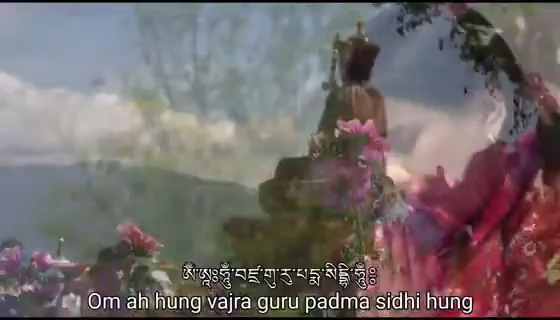 ༀ་ཨཱཿཧཱུྃ་བཛྲ་གུ་རུ་པདྨ་སིདྡྷི་ཧཱུྃ༔
Om ah hung vajra guru padma sidhi hung